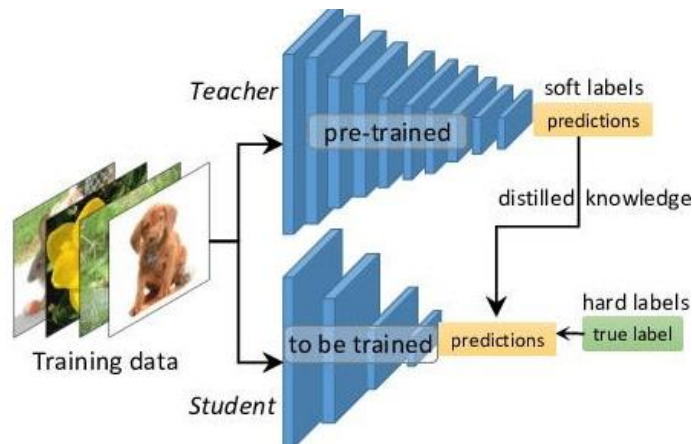 Teacher
soft labels
pre-trained
predictions
distilled knowledge
hard labels
to be trained
predictions
true label
Training data
Student